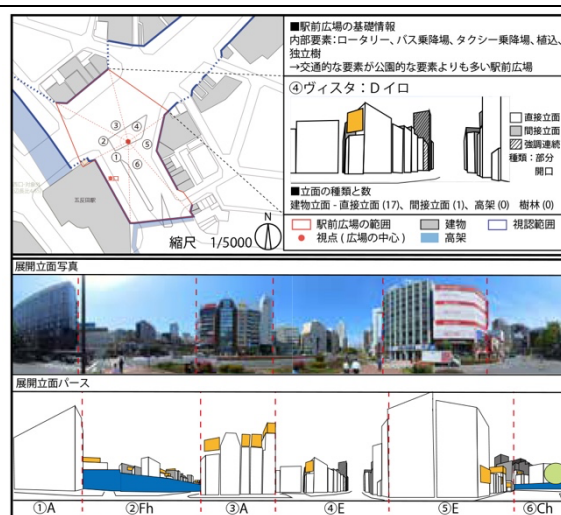 ■駅前広場の基礎情報
内部要素：ロータリー、バス乗降場、タクシー乗降場、植込、
独立樹
→交通的な要素が公園的な要素よりも多い駅前広場
④ヴィスタ：D イロ
直接立面
間接立面
強調連続
種類：部分
開口
■立面の種類と数
建物立面 - 直接立面 (17)、間接立面 (1)、高架 (0) 樹林 (0)
駅前広場の範囲
建物
視認範囲
視点 ( 広場の中心 )
高架
③
④
②
⑤
①
⑥
N
縮尺 1/5000
展開立面写真
展開立面パース
①A
②Fh
③A
④E
⑤E
⑥Ch